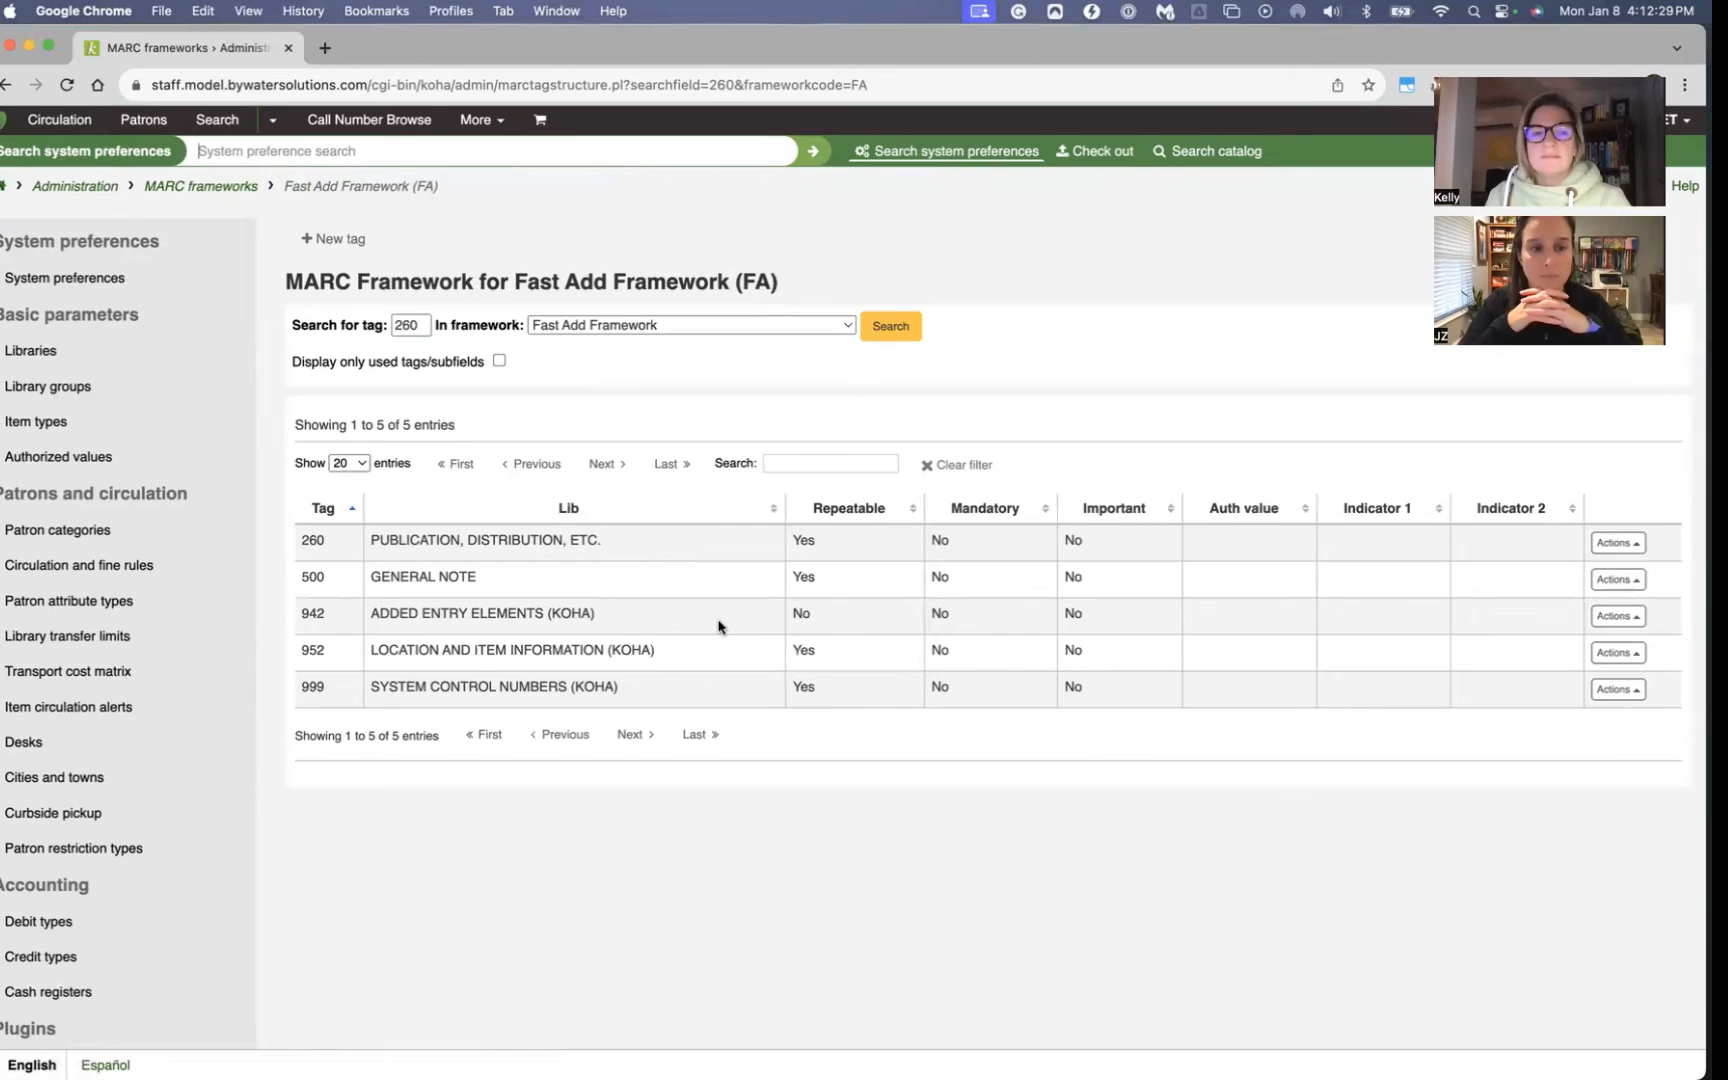 Google Chrome File Edit View History Bookmarks Profiles Tab Window Help Mon Jan 8 4:12:29 PM
MARC frameworks › Administ
staff.model.bywatersolutions.com/cgi-bin/koha/admin/marctagstructure.pl?searchfield=260&frameworkcode=FA
Circulation Patrons Search Call Number Browse More ET
Search system preferences System preference search Search system preferences Check out Search catalog
Administration › MARC frameworks › Fast Add Framework (FA) Help
Kelly
JZ
System preferences
System preferences
Basic parameters
Libraries
Library groups
Item types
Authorized values
Patrons and circulation
Patron categories
Circulation and fine rules
Patron attribute types
Library transfer limits
Transport cost matrix
Item circulation alerts
Desks
Cities and towns
Curbside pickup
Patron restriction types
Accounting
Debit types
Credit types
Cash registers
Plugins
+ New tag
MARC Framework for Fast Add Framework (FA)
Search for tag: 260 In framework: Fast Add Framework Search
Display only used tags/subfields
Showing 1 to 5 of 5 entries
Show 20 entries « First ‹ Previous Next › Last » Search: Clear filter
Tag Lib Repeatable Mandatory Important Auth value Indicator 1 Indicator 2
260 PUBLICATION, DISTRIBUTION, ETC. Yes No No Actions
500 GENERAL NOTE Yes No No Actions
942 ADDED ENTRY ELEMENTS (KOHA) No No No Actions
952 LOCATION AND ITEM INFORMATION (KOHA) Yes No No Actions
999 SYSTEM CONTROL NUMBERS (KOHA) Yes No No Actions
Showing 1 to 5 of 5 entries « First ‹ Previous Next › Last »
English Español